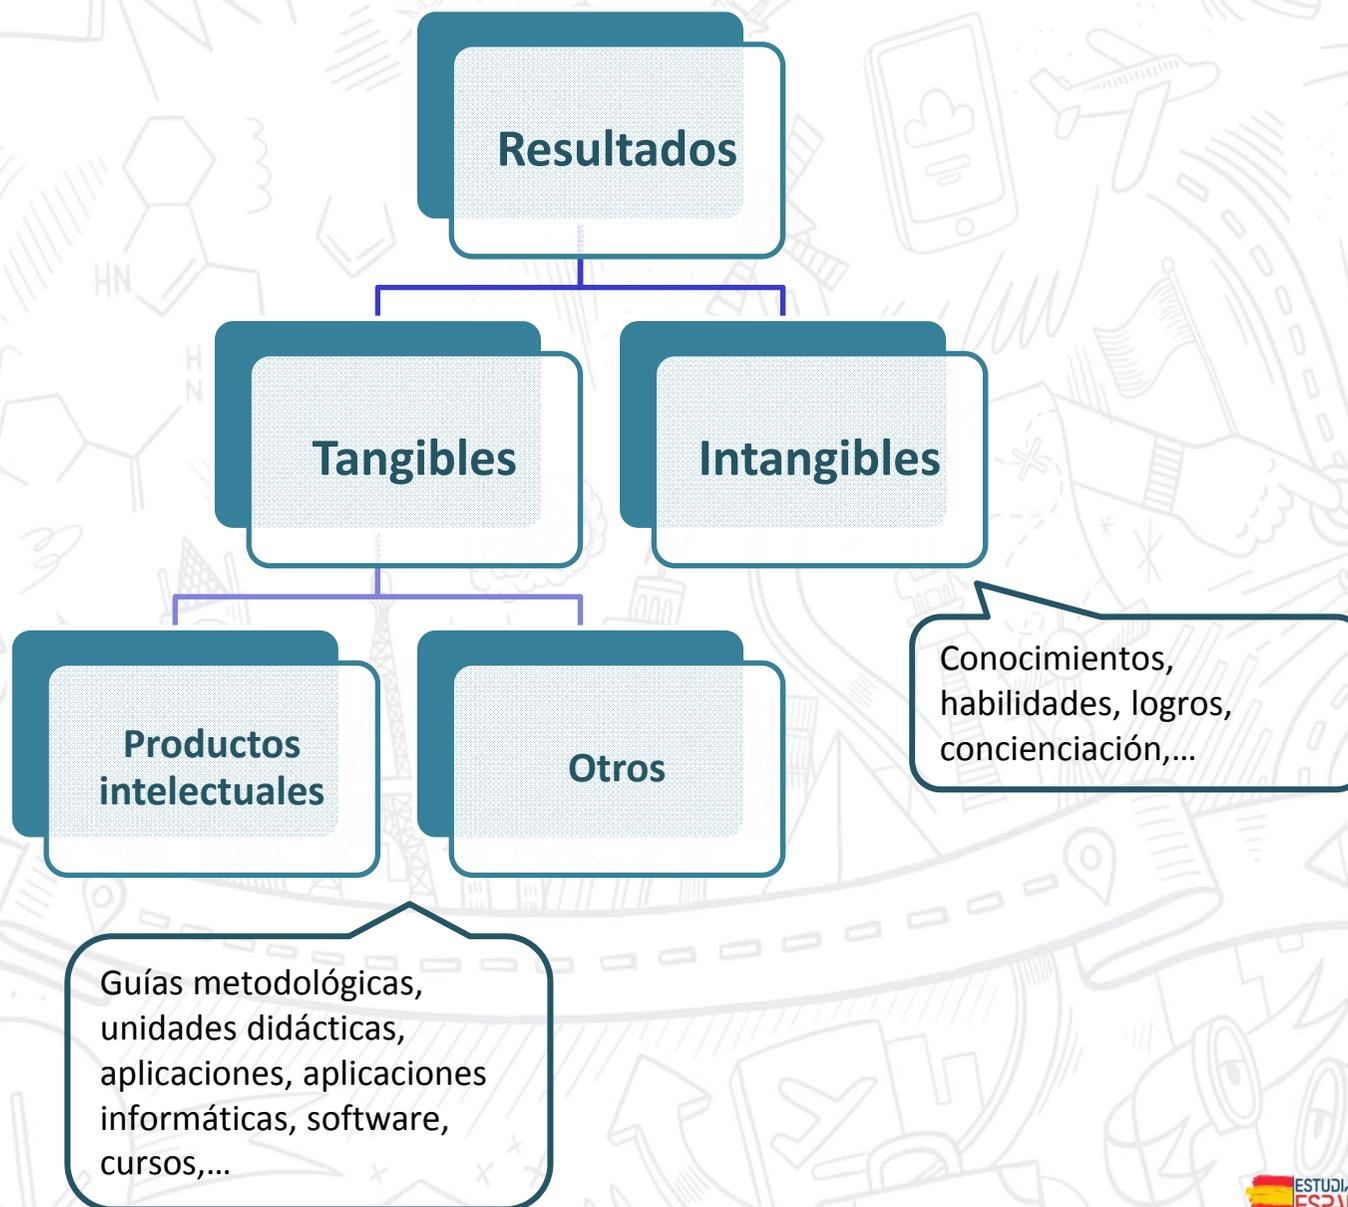 Resultados
Tangibles
Intangibles
Productos
intelectuales
Otros
Conocimientos,
habilidades, logros,
concienciación,...
Guías metodológicas,
unidades didácticas,
aplicaciones, aplicaciones
informáticas, software,
cursos,...
HN
H
N